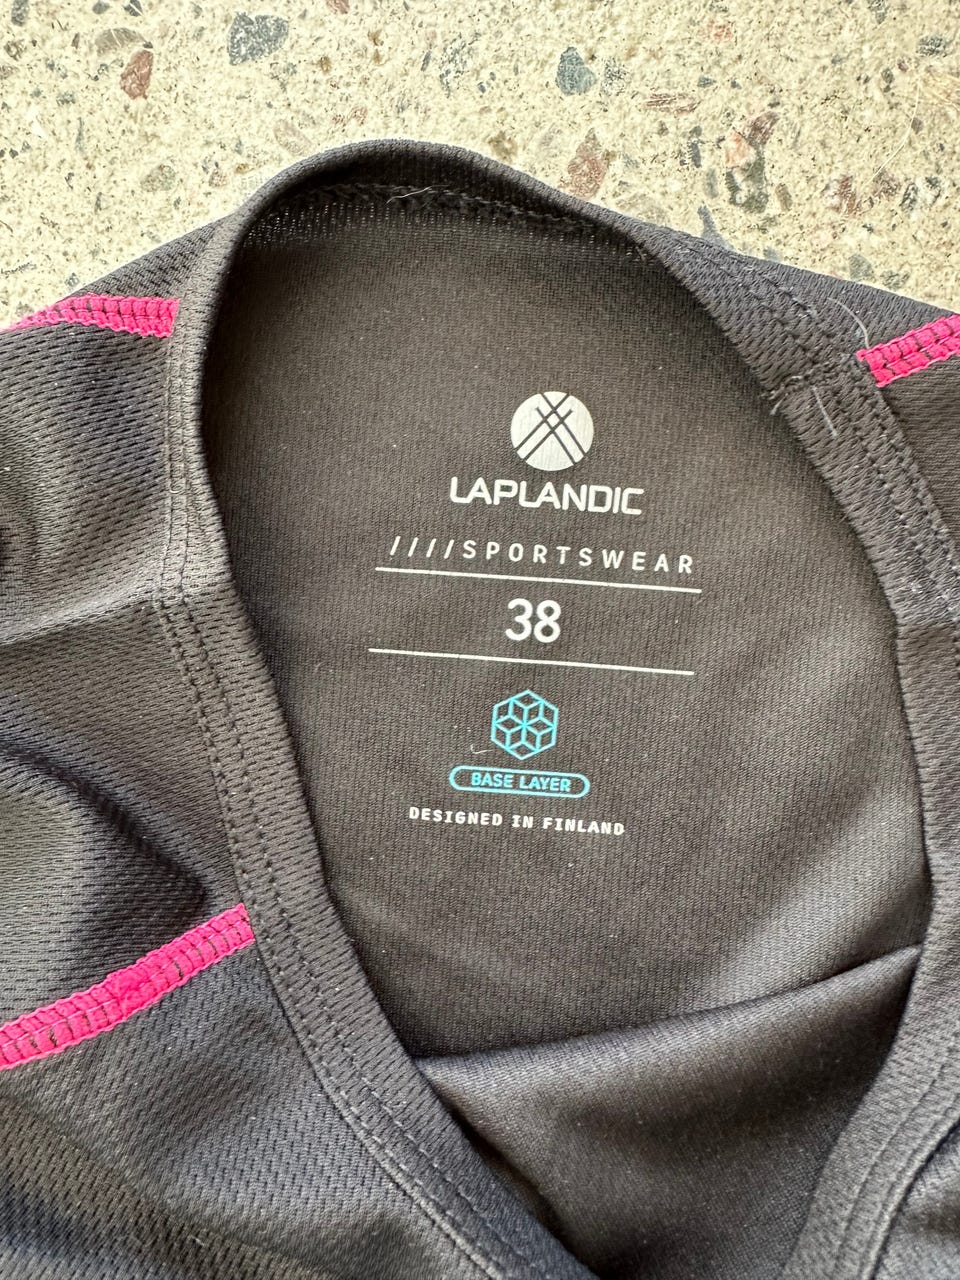 LAPLANDIC
////SPORTSWEAR
38
BASE LAYER
DESIGNED IN FINLAND